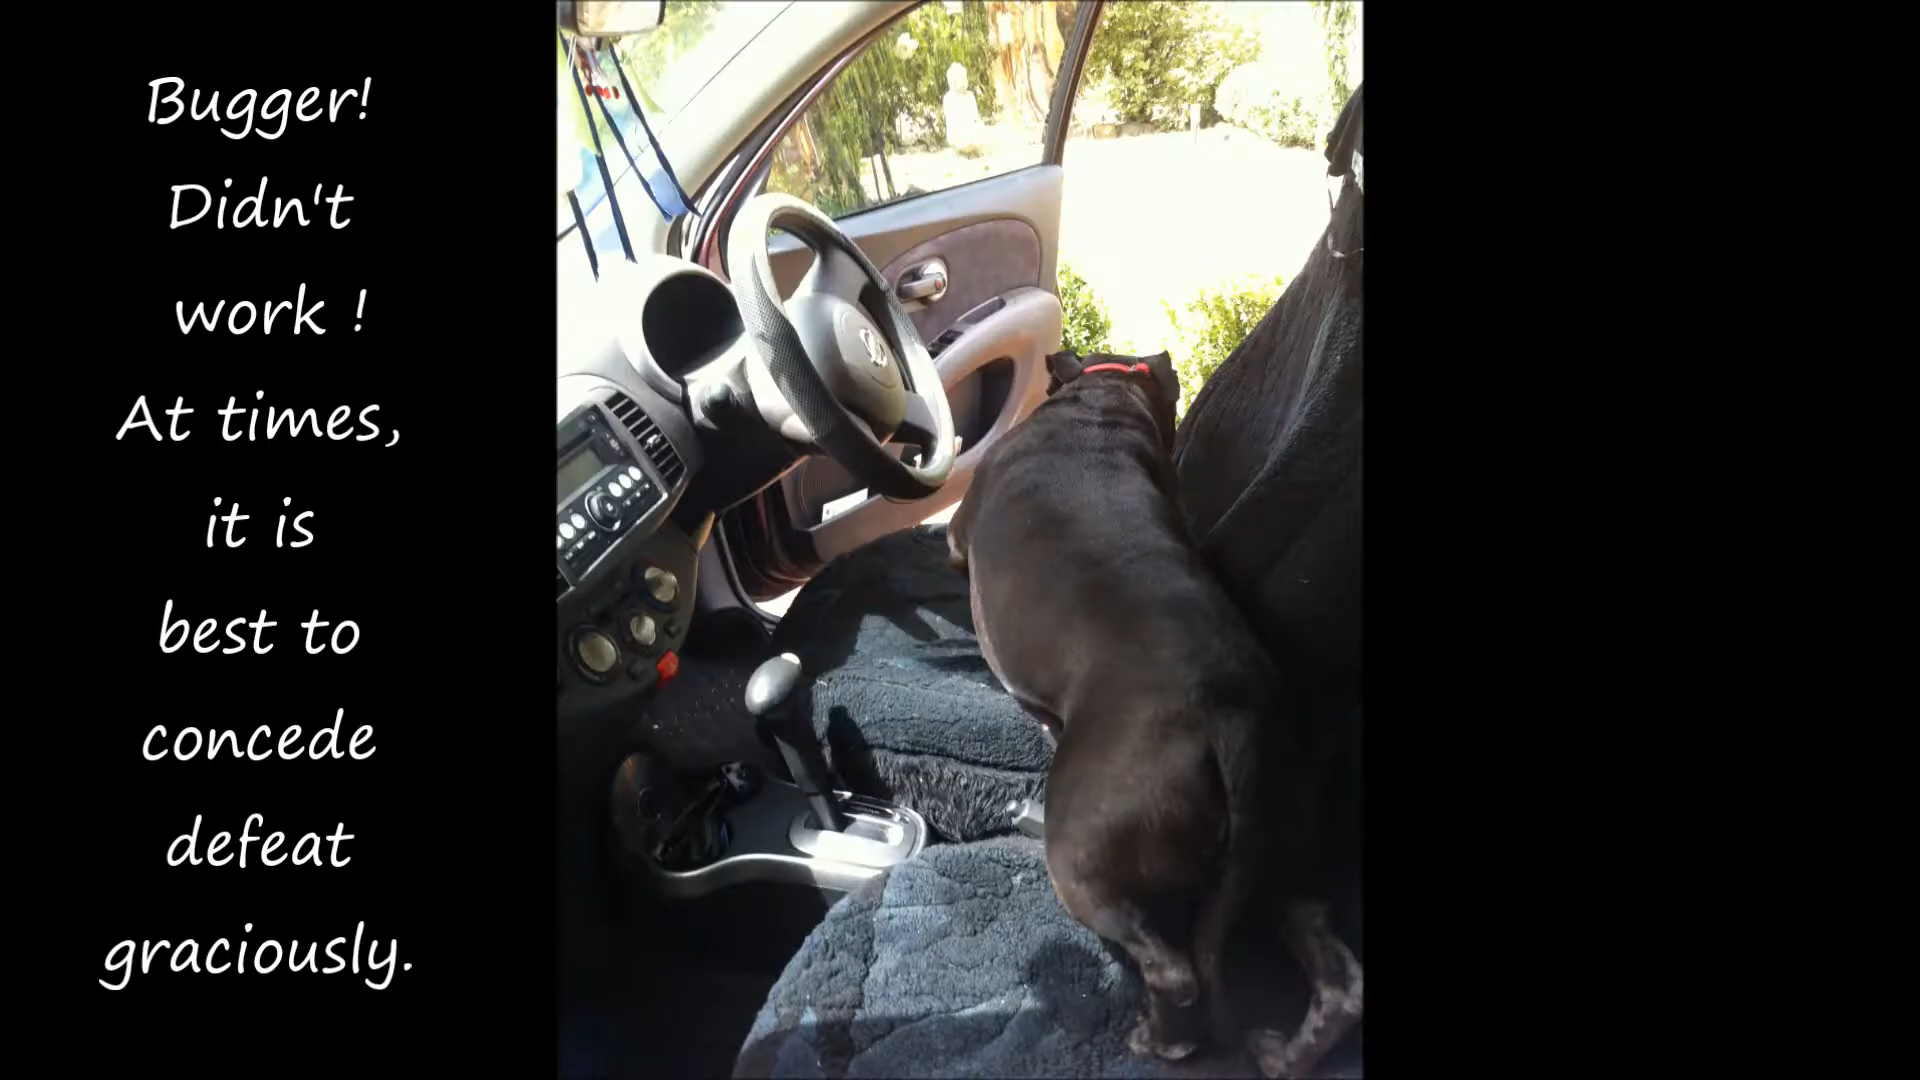 Bugger!
Didn't
work !
At times,
it is
best to
concede
defeat
graciously.